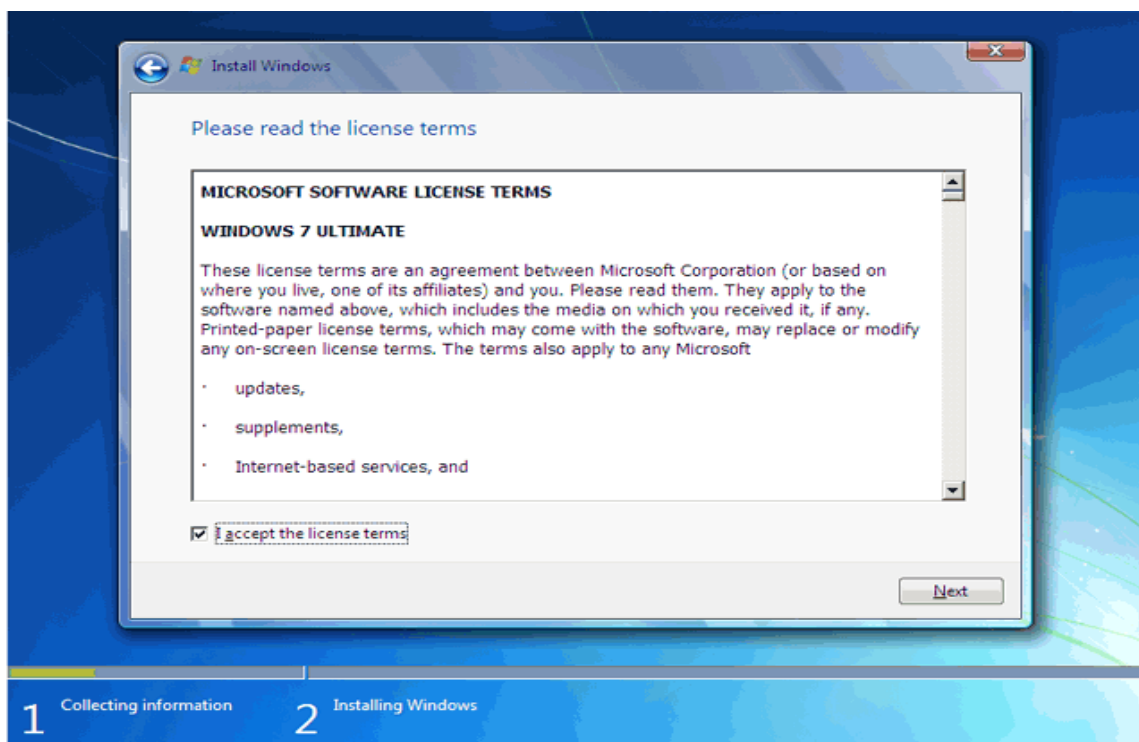 Install Windows
Please read the license terms
MICROSOFT SOFTWARE LICENSE TERMS
WINDOWS 7 ULTIMATE
These license terms are an agreement between Microsoft Corporation (or based on
where you live, one of its affiliates) and you. Please read them. They apply to the
software named above, which includes the media on which you received it, if any.
Printed-paper license terms, which may come with the software, may replace or modify
any on-screen license terms. The terms also apply to any Microsoft
· updates,
· supplements,
· Internet-based services, and
I accept the license terms
Next
1 Collecting information 2 Installing Windows